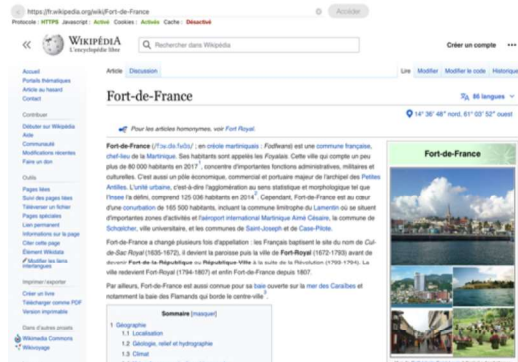 https://fr.wikipedia.org/wiki/Fort-de-France
Accéder
Protocole : HTTPS Javascript : Activé Cookies : Activés Cache : Désactivé
WIKIPÉDIA
L'encyclopédie libre
Rechercher dans Wikipédia
Créer un compte
Accueil
Portails thématiques
Article au hasard
Contact
Contribuer
Débuter sur Wikipédia
Aide
Communauté
Modifications récentes
Faire un don
Outils
Pages liées
Suivi des pages liées
Téléverser un fichier
Pages spéciales
Lien permanent
Informations sur la page
Citer cette page
Élément Wikidata
Modifier les liens
interlangues
Imprimer / exporter
Créer un livre
Télécharger comme PDF
Version imprimable
Dans d'autres projets
Wikimedia Commons
Wikivoyage
Article Discussion
Lire Modifier Modifier le code Historique
Fort-de-France
86 langues
14° 36′ 48″ nord, 61° 03′ 52″ ouest
Pour les articles homonymes, voir Fort Royal.
Fort-de-France ( ; en créole martiniquais : Fodfwans) est une commune française,
chef-lieu de la Martinique. Ses habitants sont appelés les Foyalais. Cette ville qui compte un peu
plus de 80 000 habitants en 2017 1, concentre d'importantes fonctions administratives, militaires et
culturelles. C'est aussi un pôle économique, commercial et portuaire majeur de l'archipel des Petites
Antilles. L'unité urbaine, c'est-à-dire l'agglomération au sens statistique et morphologique tel que
l'Insee l'a défini, comprend 125 036 habitants en 2014 2. Cependant, Fort-de-France est au cœur
d'une conurbation de 165 500 habitants, incluant la commune limitrophe du Lamentin où se situent
d'importantes zones d'activités et l'aéroport international Martinique Aimé Césaire, la commune de
Schœlcher, ville universitaire, et les communes de Saint-Joseph et de Case-Pilote.
Fort-de-France a changé plusieurs fois d'appellation : les Français baptisent le site du nom de Cul-
de-Sac Royal (1635-1672), il devient la paroisse puis la ville de Fort-Royal (1672-1793) avant de
devenir Fort-de-la-République ou République-Ville à la suite de la Révolution (1793-1794). La
ville redevient Fort-Royal (1794-1807) et enfin Fort-de-France depuis 1807.
Par ailleurs, Fort-de-France est aussi connue pour sa baie ouverte sur la mer des Caraïbes et
notamment la baie des Flamands qui borde le centre-ville 3.
Sommaire [masquer]
1 Géographie
1.1 Localisation
1.2 Géologie, relief et hydrographie
1.3 Climat
Fort-de-France